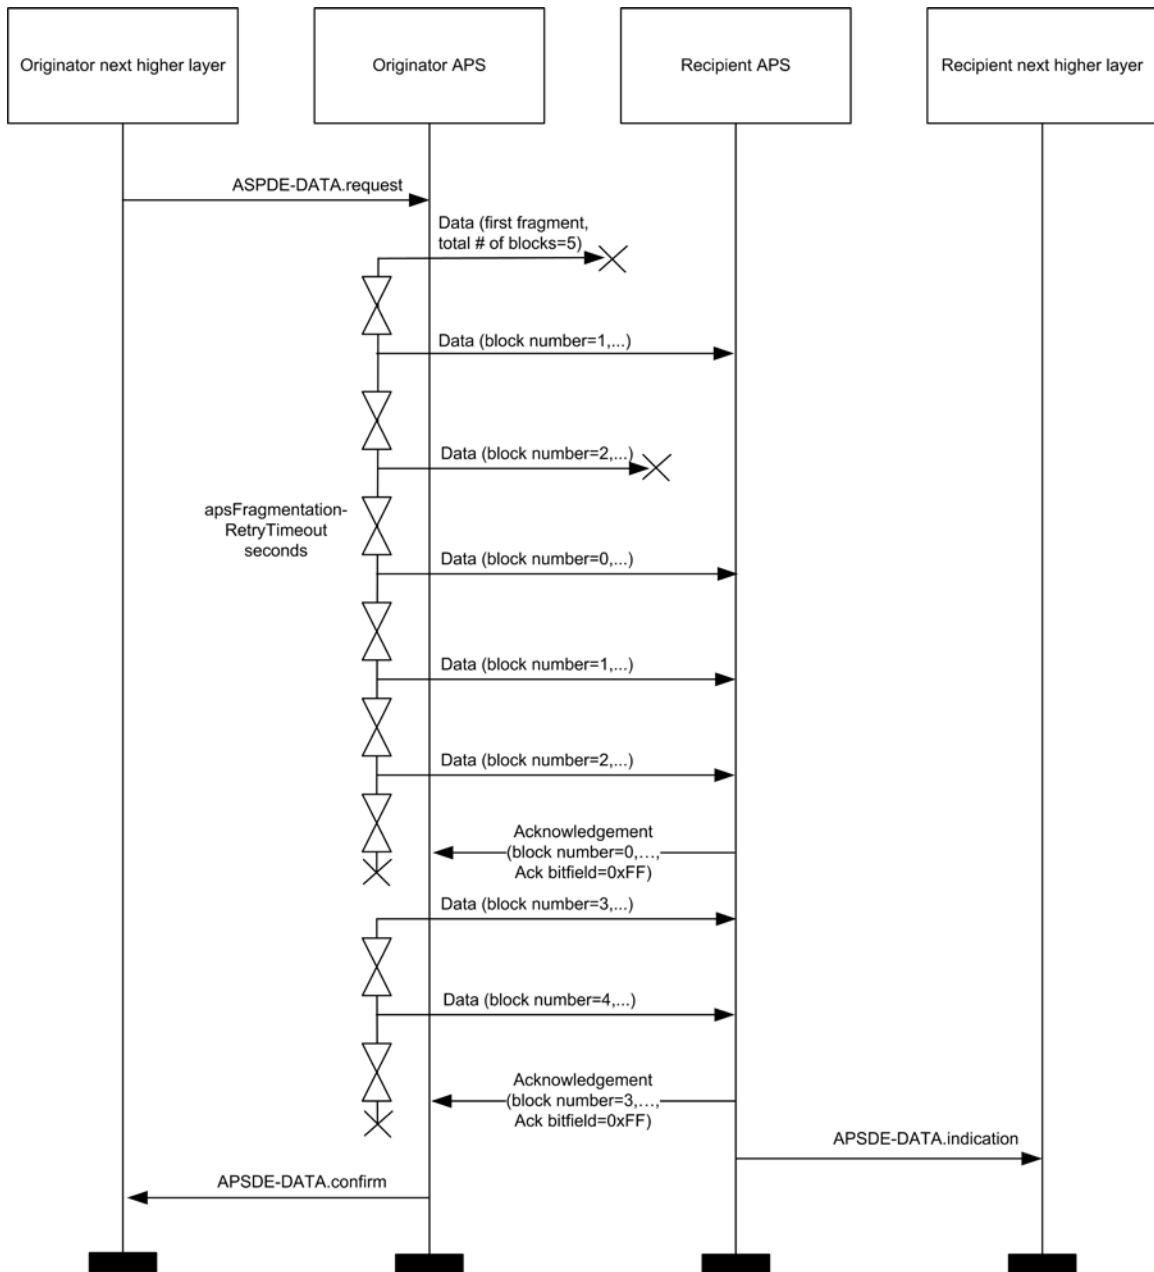 Originator next higher layer
Originator APS
Recipient APS
Recipient next higher layer
ASPDE-DATA.request
Data (first fragment,
total # of blocks=5)
Data (block number=1,...)
Data (block number=2,...)
apsFragmentation-
RetryTimeout
seconds
Data (block number=0,...)
Data (block number=1,...)
Data (block number=2,...)
Acknowledgement
(block number=0,…,
Ack bitfield=0xFF)
Data (block number=3,...)
Data (block number=4,...)
Acknowledgement
(block number=3,…,
Ack bitfield=0xFF)
APSDE-DATA.indication
APSDE-DATA.confirm